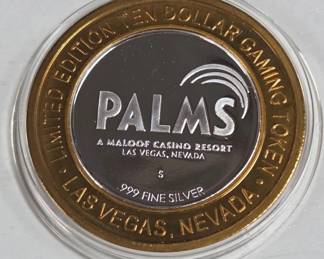 LIMITED EDITION TEN DOLLAR GAMING TOKEN
PALMS
A MALOOF CASINO RESORT
LAS VEGAS, NEVADA
S
.999 FINE SILVER
• LAS VEGAS, NEVADA •